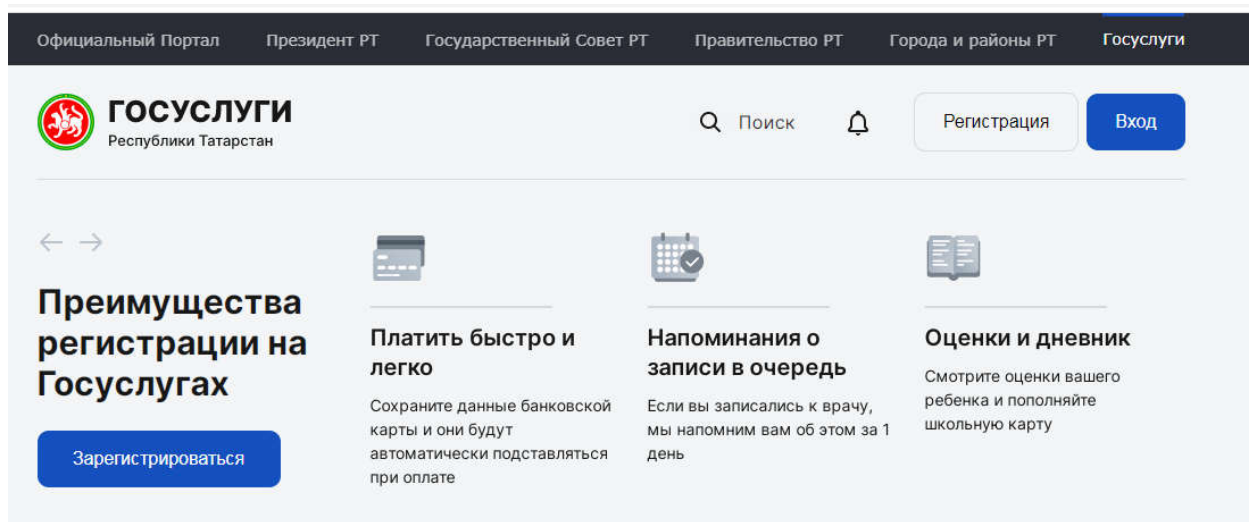 Официальный Портал Президент РТ Государственный Совет РТ Правительство РТ Города и районы РТ Госуслуги
ГОСУСЛУГИ
Республики Татарстан
Поиск Регистрация Вход
Преимущества
регистрации на
Госуслугах
Зарегистрироваться
Платить быстро и
легко
Сохраните данные банковской
карты и они будут
автоматически подставляться
при оплате
Напоминания о
записи в очередь
Если вы записались к врачу,
мы напомним вам об этом за 1
день
Оценки и дневник
Смотрите оценки вашего
ребенка и пополняйте
школьную карту